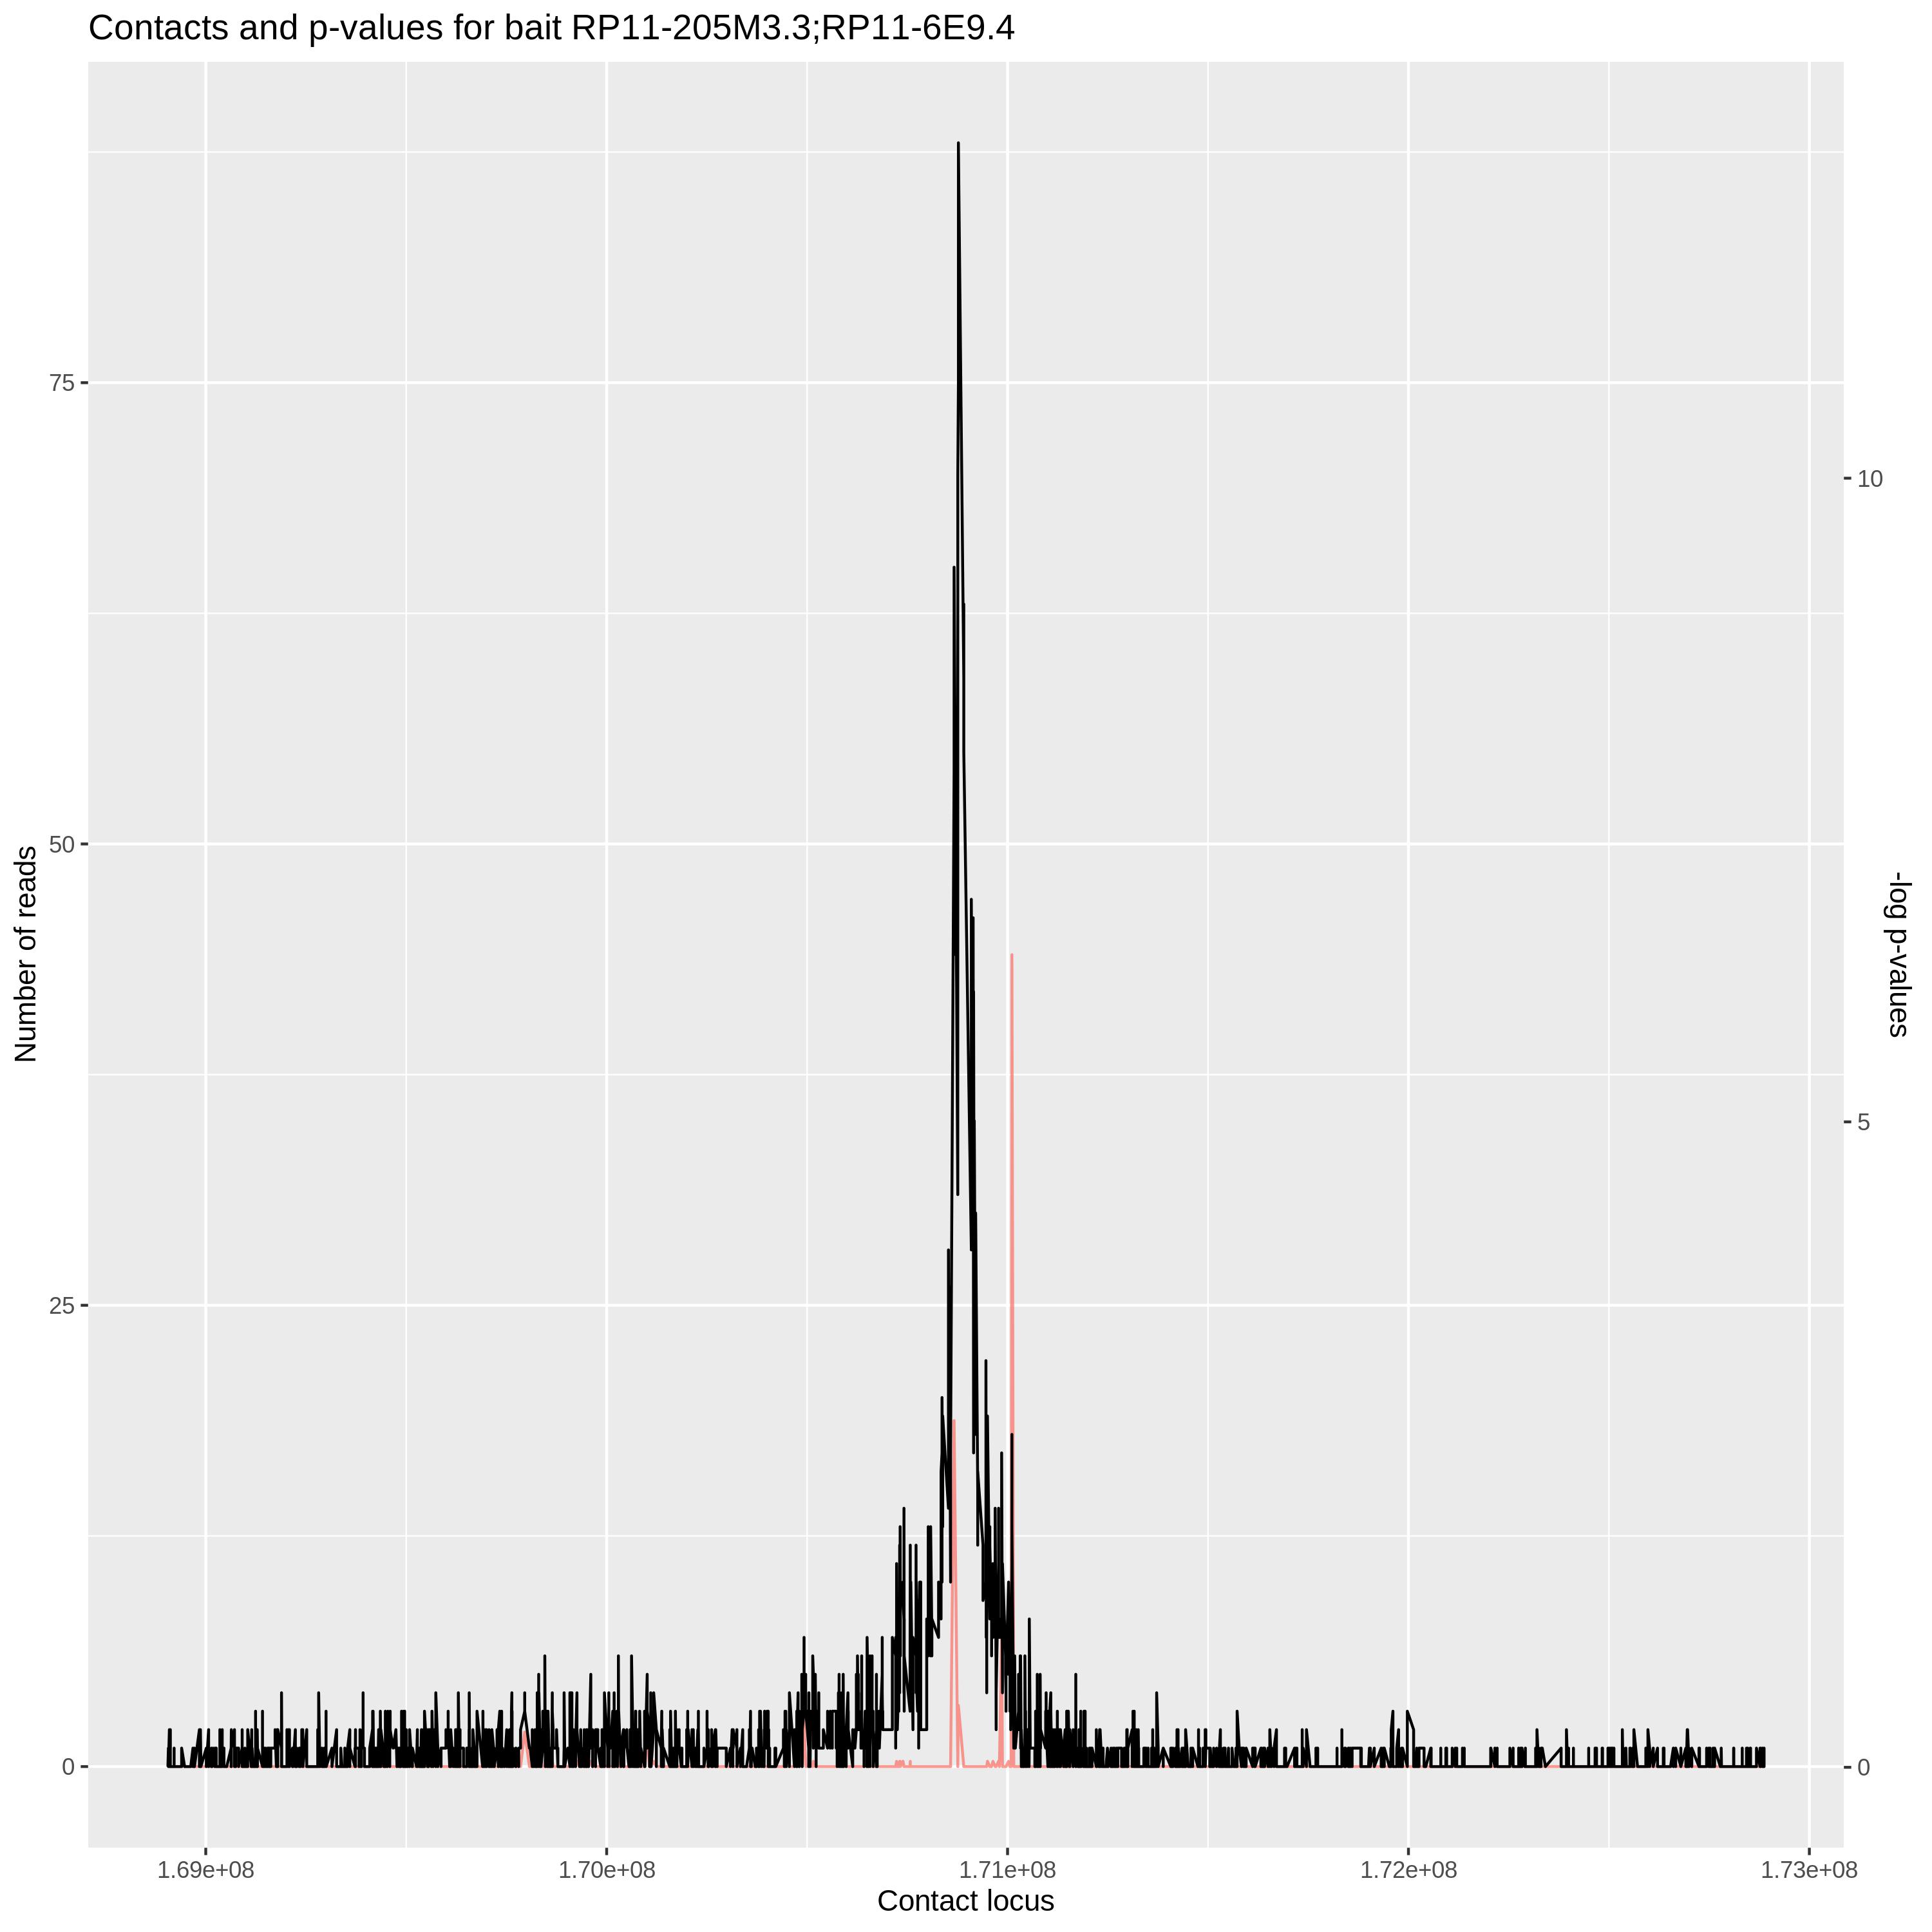 Contacts and p-values for bait RP11-205M3.3;RP11-6E9.4
75
50
25
0
Number of reads
10
5
0
-log p-values
1.69e+08
1.70e+08
1.71e+08
1.72e+08
1.73e+08
Contact locus